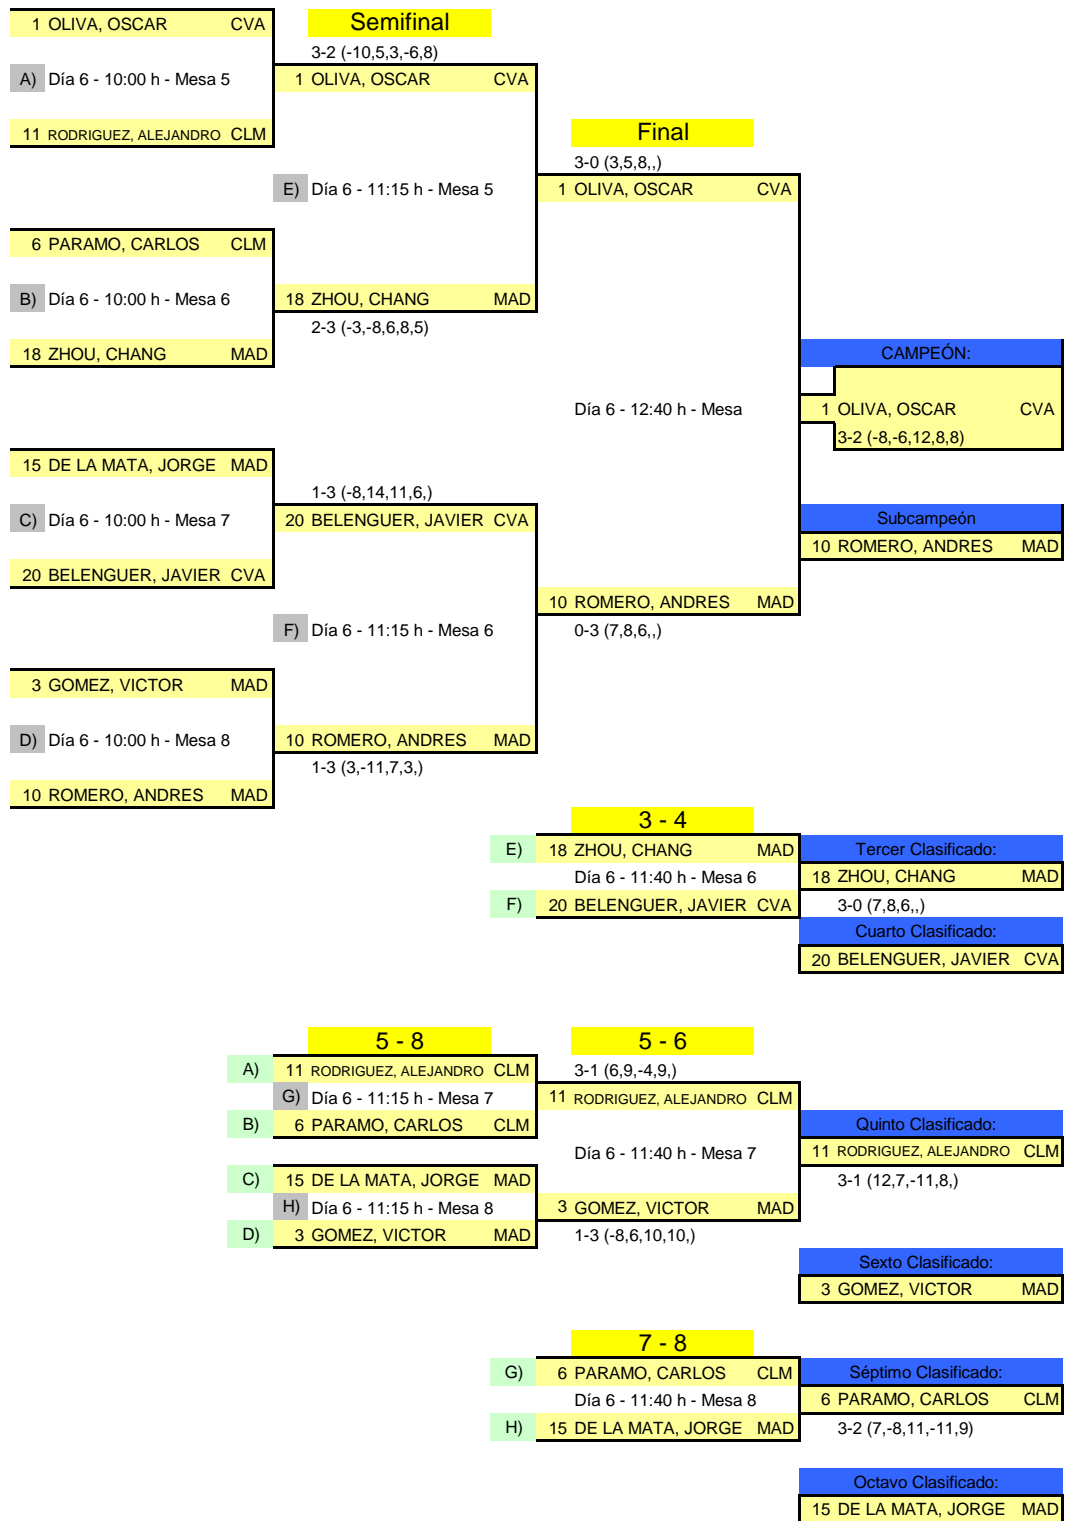 1 OLIVA, OSCAR CVA
Semifinal
3-2 (-10,5,3,-6,8)
A) Día 6 - 10:00 h - Mesa 5
1 OLIVA, OSCAR CVA
11 RODRIGUEZ, ALEJANDRO CLM
Final
3-0 (3,5,8,,)
E) Día 6 - 11:15 h - Mesa 5
1 OLIVA, OSCAR CVA
6 PARAMO, CARLOS CLM
B) Día 6 - 10:00 h - Mesa 6
18 ZHOU, CHANG MAD
2-3 (-3,-8,6,8,5)
18 ZHOU, CHANG MAD
CAMPEÓN:
Día 6 - 12:40 h - Mesa
1 OLIVA, OSCAR CVA
3-2 (-8,-6,12,8,8)
15 DE LA MATA, JORGE MAD
1-3 (-8,14,11,6,)
C) Día 6 - 10:00 h - Mesa 7
20 BELENGUER, JAVIER CVA
Subcampeón
10 ROMERO, ANDRES MAD
20 BELENGUER, JAVIER CVA
10 ROMERO, ANDRES MAD
F) Día 6 - 11:15 h - Mesa 6
0-3 (7,8,6,,)
3 GOMEZ, VICTOR MAD
D) Día 6 - 10:00 h - Mesa 8
10 ROMERO, ANDRES MAD
1-3 (3,-11,7,3,)
10 ROMERO, ANDRES MAD
3 - 4
E) 18 ZHOU, CHANG MAD
Tercer Clasificado:
Día 6 - 11:40 h - Mesa 6
18 ZHOU, CHANG MAD
F) 20 BELENGUER, JAVIER CVA
3-0 (7,8,6,,)
Cuarto Clasificado:
20 BELENGUER, JAVIER CVA
5 - 8
5 - 6
A) 11 RODRIGUEZ, ALEJANDRO CLM
3-1 (6,9,-4,9,)
G) Día 6 - 11:15 h - Mesa 7
11 RODRIGUEZ, ALEJANDRO CLM
B) 6 PARAMO, CARLOS CLM
Quinto Clasificado:
Día 6 - 11:40 h - Mesa 7
11 RODRIGUEZ, ALEJANDRO CLM
C) 15 DE LA MATA, JORGE MAD
3-1 (12,7,-11,8,)
H) Día 6 - 11:15 h - Mesa 8
3 GOMEZ, VICTOR MAD
D) 3 GOMEZ, VICTOR MAD
1-3 (-8,6,10,10,)
Sexto Clasificado:
3 GOMEZ, VICTOR MAD
7 - 8
G) 6 PARAMO, CARLOS CLM
Séptimo Clasificado:
Día 6 - 11:40 h - Mesa 8
6 PARAMO, CARLOS CLM
H) 15 DE LA MATA, JORGE MAD
3-2 (7,-8,11,-11,9)
Octavo Clasificado:
15 DE LA MATA, JORGE MAD